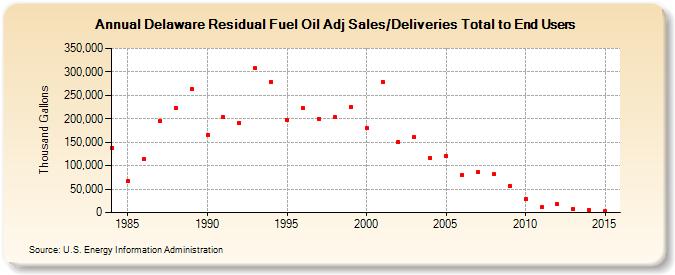 Annual Delaware Residual Fuel Oil Adj Sales/Deliveries Total to End Users
Thousand Gallons
350,000
300,000
250,000
200,000
150,000
100,000
50,000
0
1985 1990 1995 2000 2005 2010 2015
Source: U.S. Energy Information Administration